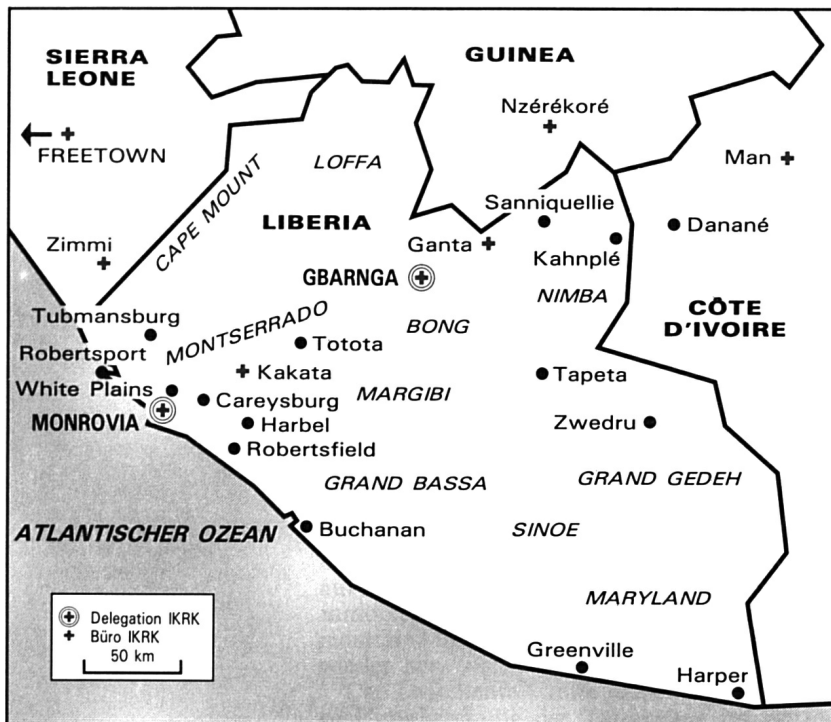 SIERRA
LEONE
GUINEA
Nzérékoré
FREETOWN
Man
LOFFA
CAPE MOUNT
Sanniquellie
LIBERIA
Danané
Ganta
Kahnplé
Zimmi
GBARNGA
NIMBA
CÔTE
D'IVOIRE
Tubmansburg
MONTSERRADO
BONG
Totota
Robertsport
Kakata
Tapeta
White Plains
MARGIBI
Careysburg
MONROVIA
Harbel
Zwedru
Robertsfield
GRAND BASSA
GRAND GEDEH
ATLANTISCHER OZEAN
Buchanan
SINOE
MARYLAND
Delegation IKRK
Büro IKRK
50 km
Greenville
Harper